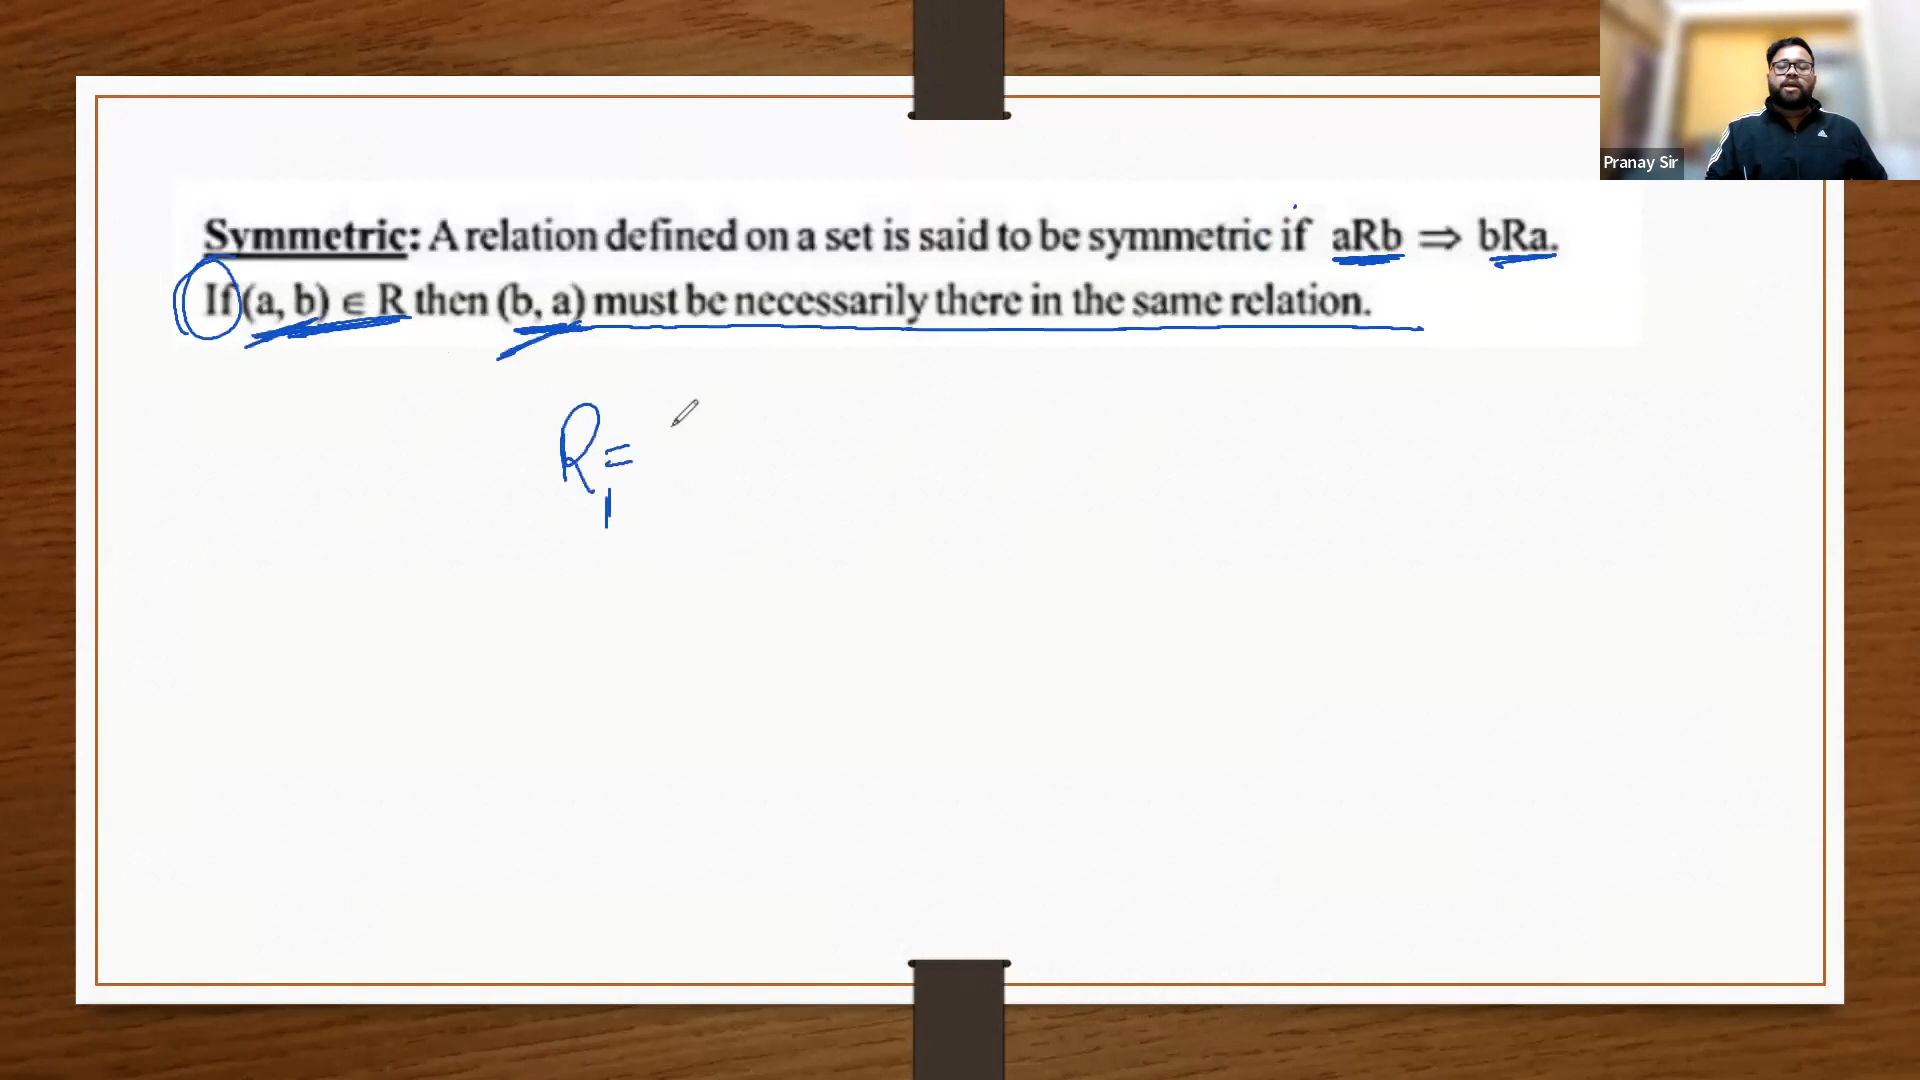 Pranay Sir
Symmetric: A relation defined on a set is said to be symmetric if aRb ⇒ bRa.
If (a, b) ∈ R then (b, a) must be necessarily there in the same relation.
R₁ =